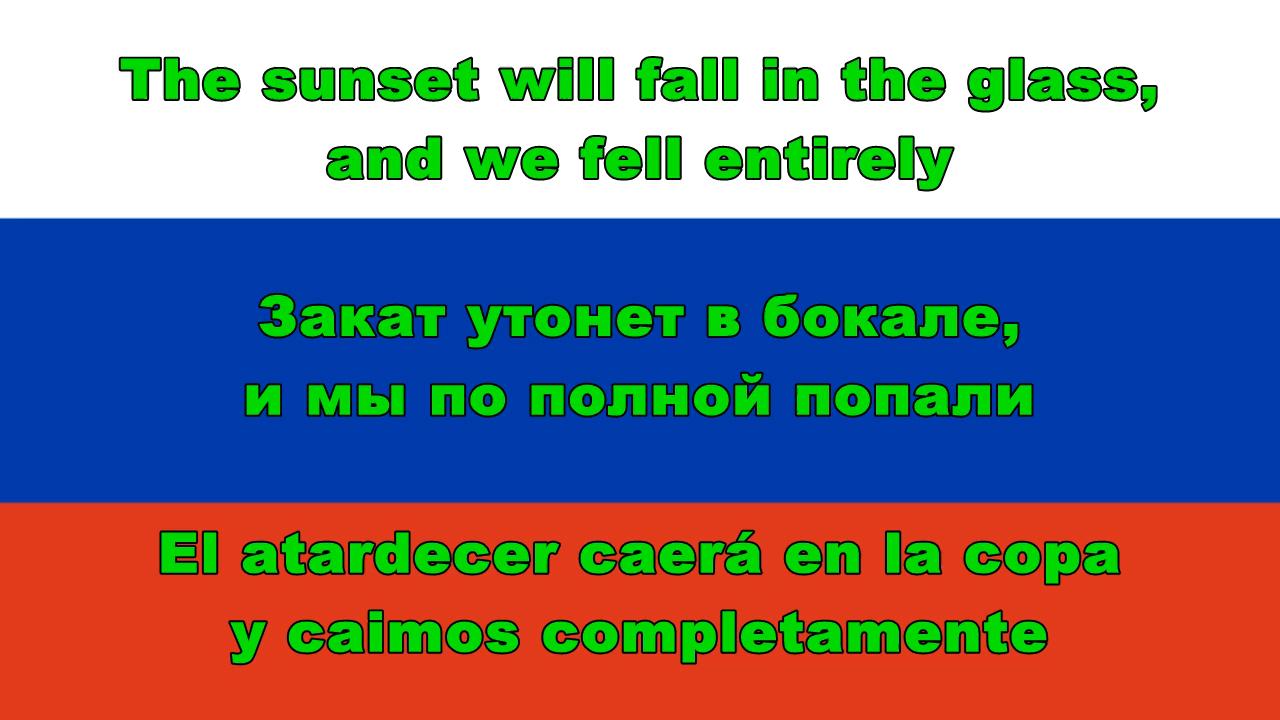 The sunset will fall in the glass,
and we fell entirely
Закат утонет в бокале,
и мы по полной попали
El atardecer caerá en la copa
y caimos completamente